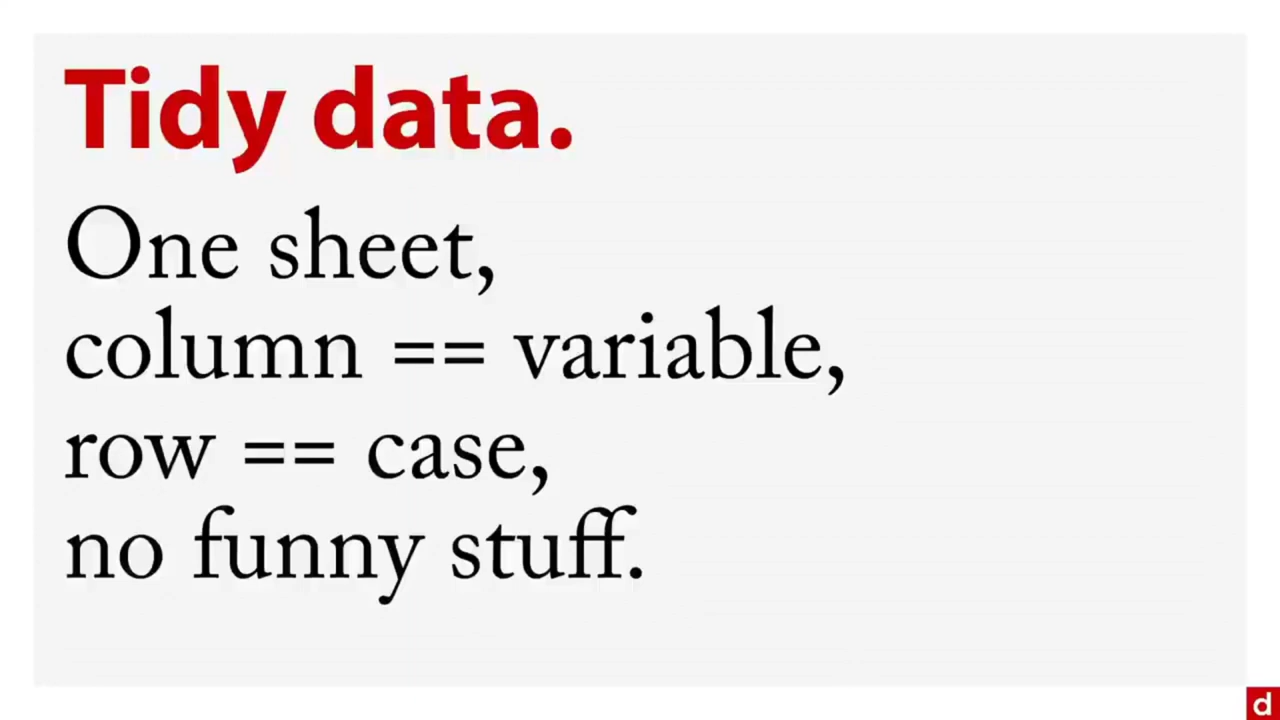 Tidy data.
One sheet,
column == variable,
row == case,
no funny stuff.
d